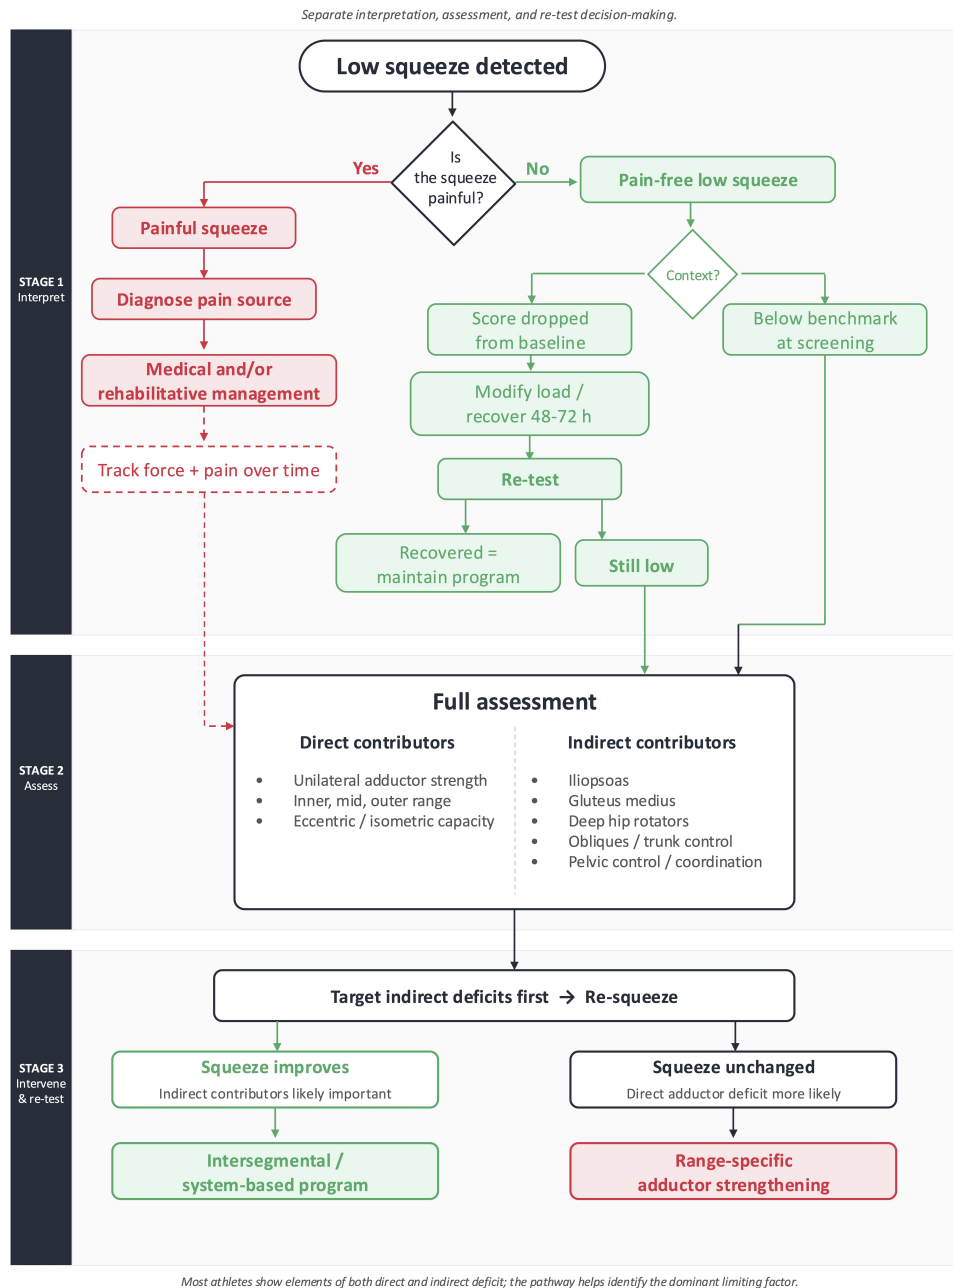 Separate interpretation, assessment, and re-test decision-making.
Low squeeze detected
Is
the squeeze
painful?
Yes
No
Pain-free low squeeze
Painful squeeze
Context?
STAGE 1
Interpret
Diagnose pain source
Score dropped
from baseline
Below benchmark
at screening
Medical and/or
rehabilitative management
Modify load /
recover 48-72 h
Track force + pain over time
Re-test
Recovered =
maintain program
Still low
STAGE 2
Assess
Full assessment
Direct contributors
• Unilateral adductor strength
• Inner, mid, outer range
• Eccentric / isometric capacity
Indirect contributors
• Iliopsoas
• Gluteus medius
• Deep hip rotators
• Obliques / trunk control
• Pelvic control / coordination
STAGE 3
Intervene
& re-test
Target indirect deficits first → Re-squeeze
Squeeze improves
Indirect contributors likely important
Squeeze unchanged
Direct adductor deficit more likely
Intersegmental /
system-based program
Range-specific
adductor strengthening
Most athletes show elements of both direct and indirect deficit; the pathway helps identify the dominant limiting factor.